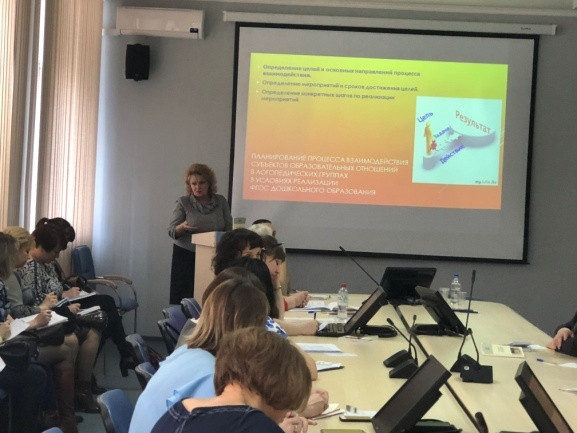 Определение целей и основных направлений процесса
взаимодействия.
Определение мероприятий и сроков достижения целей.
Определение конкретных шагов по реализации
мероприятий
Цель
Результат
ПЛАНИРОВАНИЕ ПРОЦЕССА ВЗАИМОДЕЙСТВИЯ
СУБЪЕКТОВ ОБРАЗОВАТЕЛЬНЫХ ОТНОШЕНИЙ
В ЛОГОПЕДИЧЕСКИХ ГРУППАХ
В УСЛОВИЯХ РЕАЛИЗАЦИИ
ФГОС ДОШКОЛЬНОГО ОБРАЗОВАНИЯ